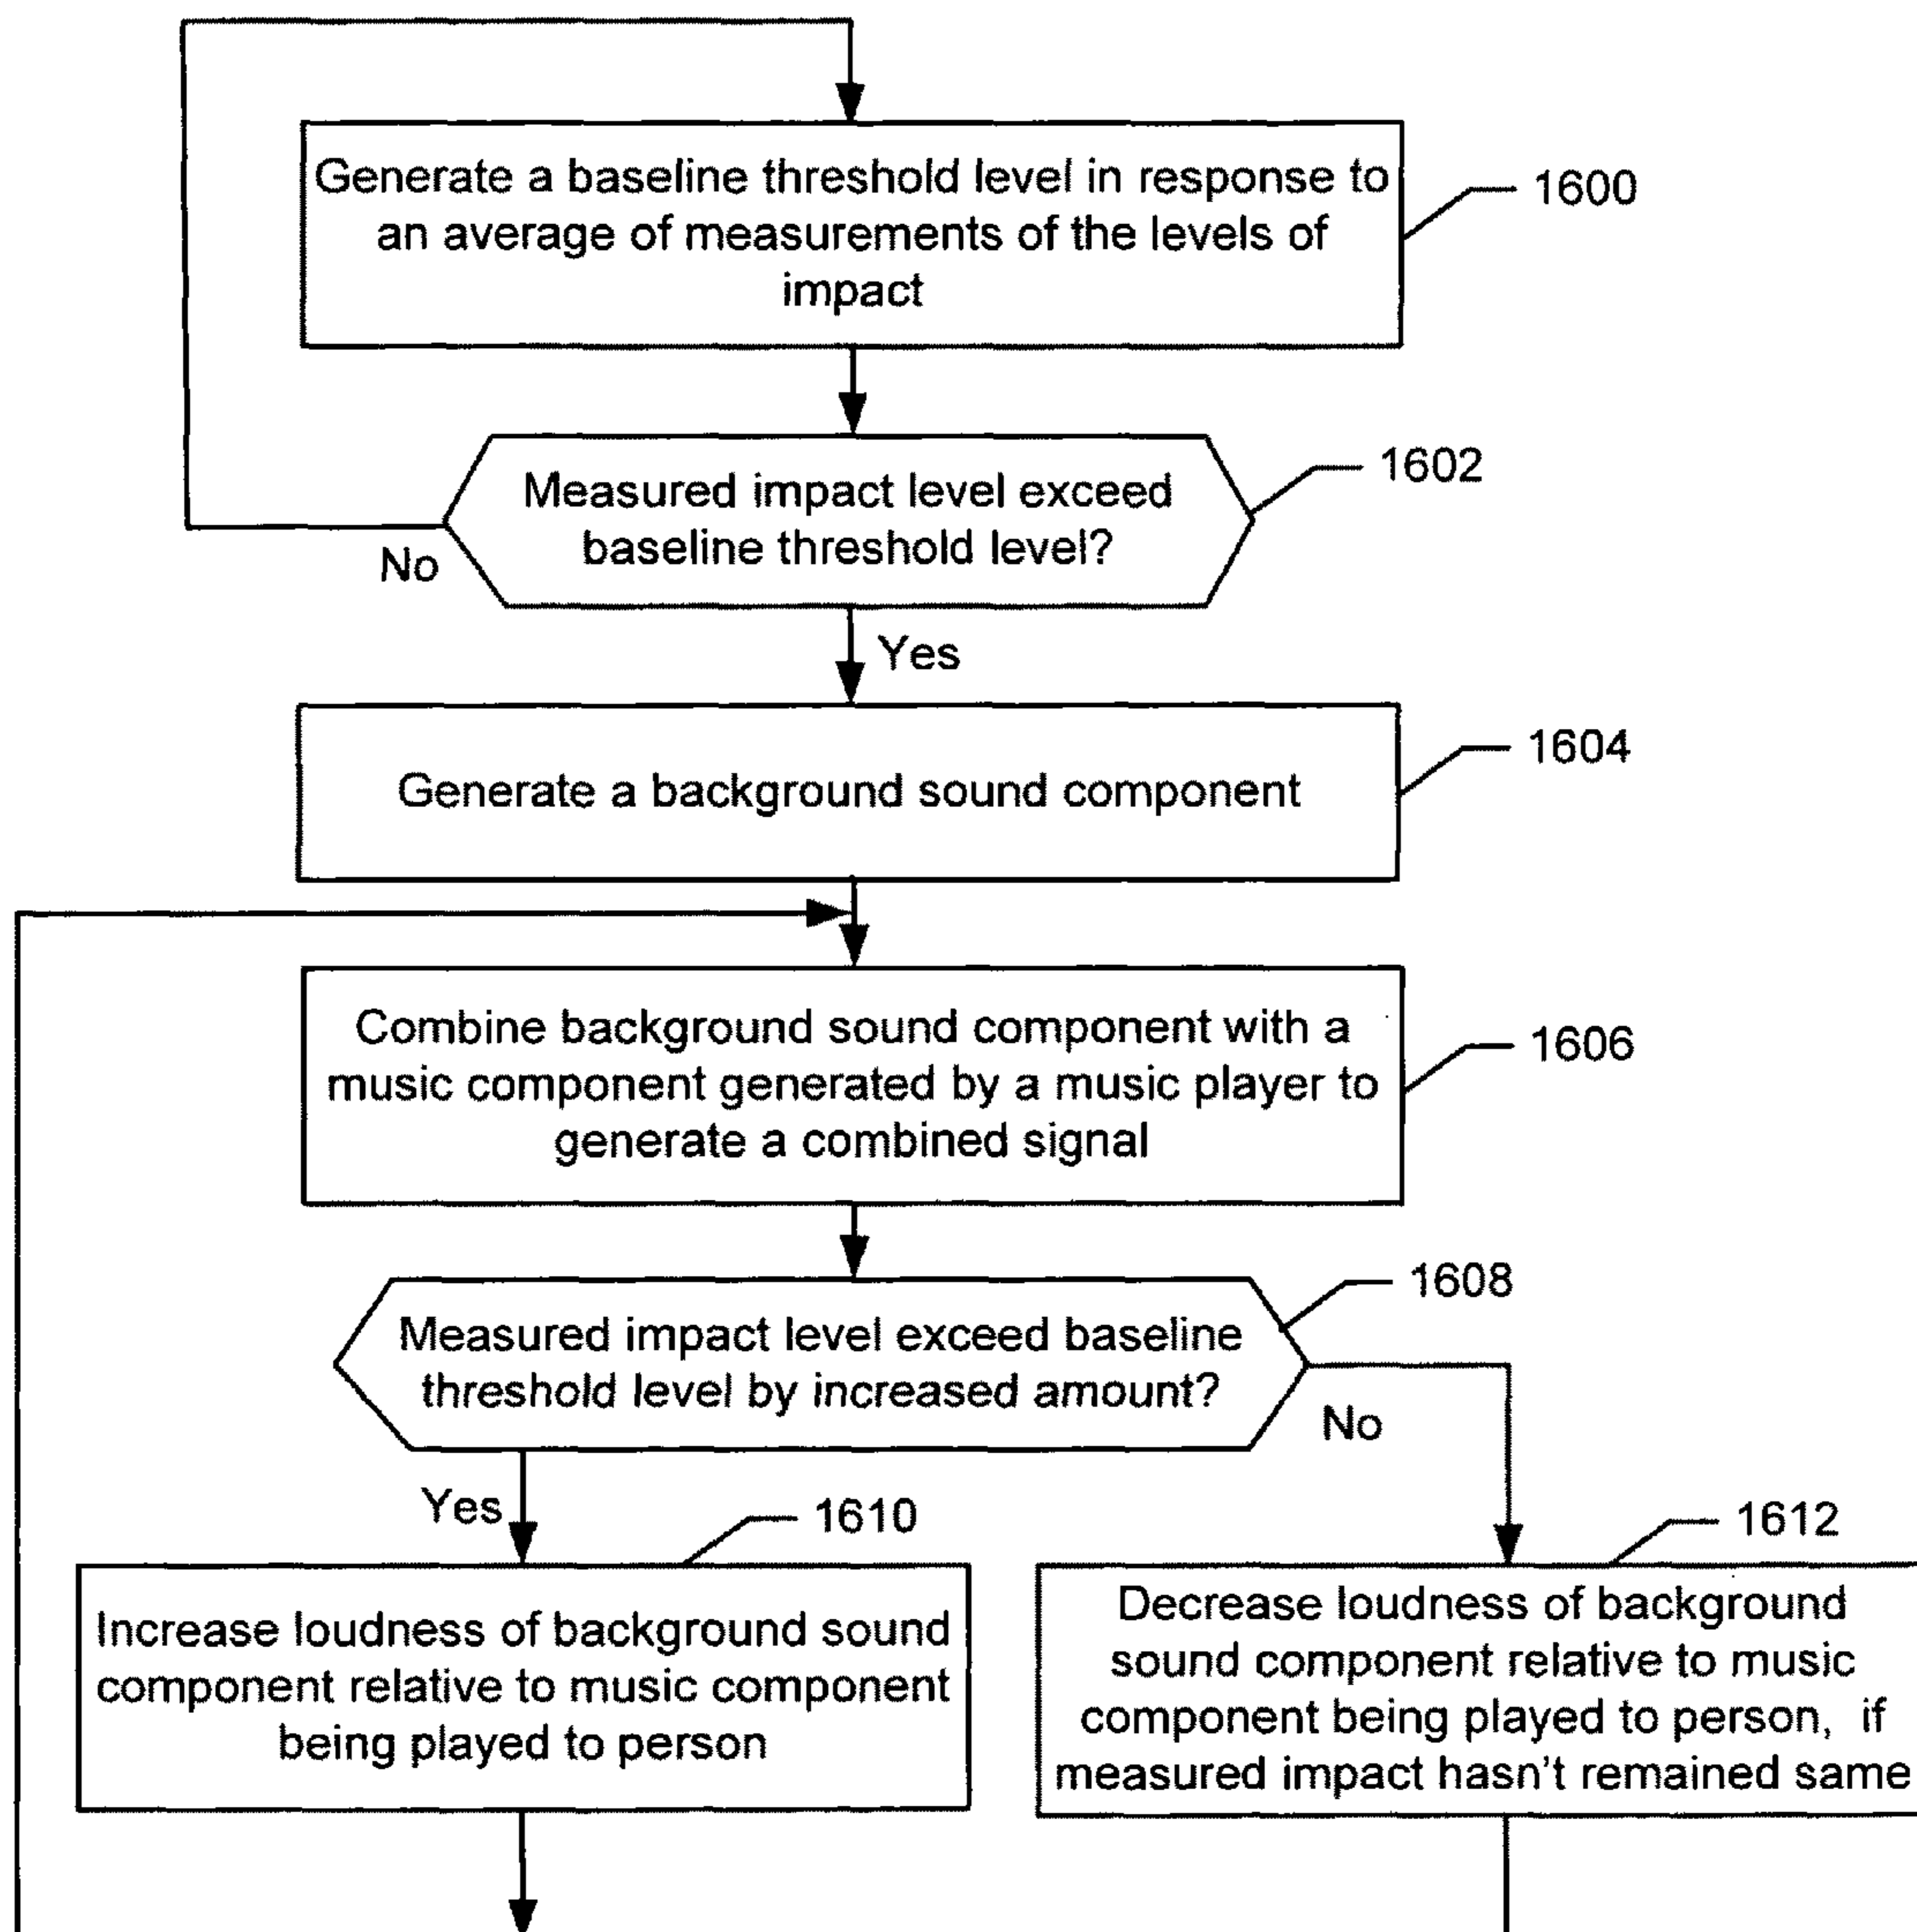 Generate a baseline threshold level in response to
an average of measurements of the levels of
impact
1600
Measured impact level exceed
baseline threshold level?
1602
No
Yes
Generate a background sound component
1604
Combine background sound component with a
music component generated by a music player to
generate a combined signal
1606
Measured impact level exceed baseline
threshold level by increased amount?
1608
No
Yes
1610
Increase loudness of background sound
component relative to music component
being played to person
1612
Decrease loudness of background
sound component relative to music
component being played to person, if
measured impact hasn't remained same